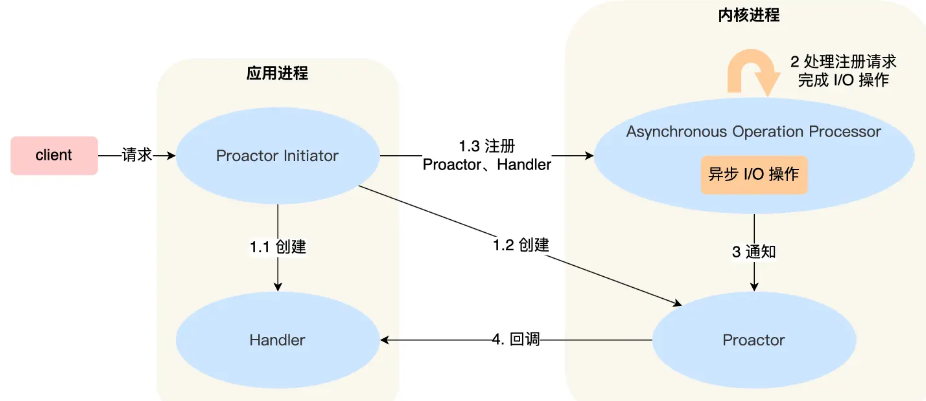 内核进程
应用进程
2 处理注册请求
完成 I/O 操作
Asynchronous Operation Processor
client
请求
Proactor Initiator
1.3 注册
Proactor、Handler
异步 I/O 操作
1.1 创建
1.2 创建
3 通知
Handler
4. 回调
Proactor